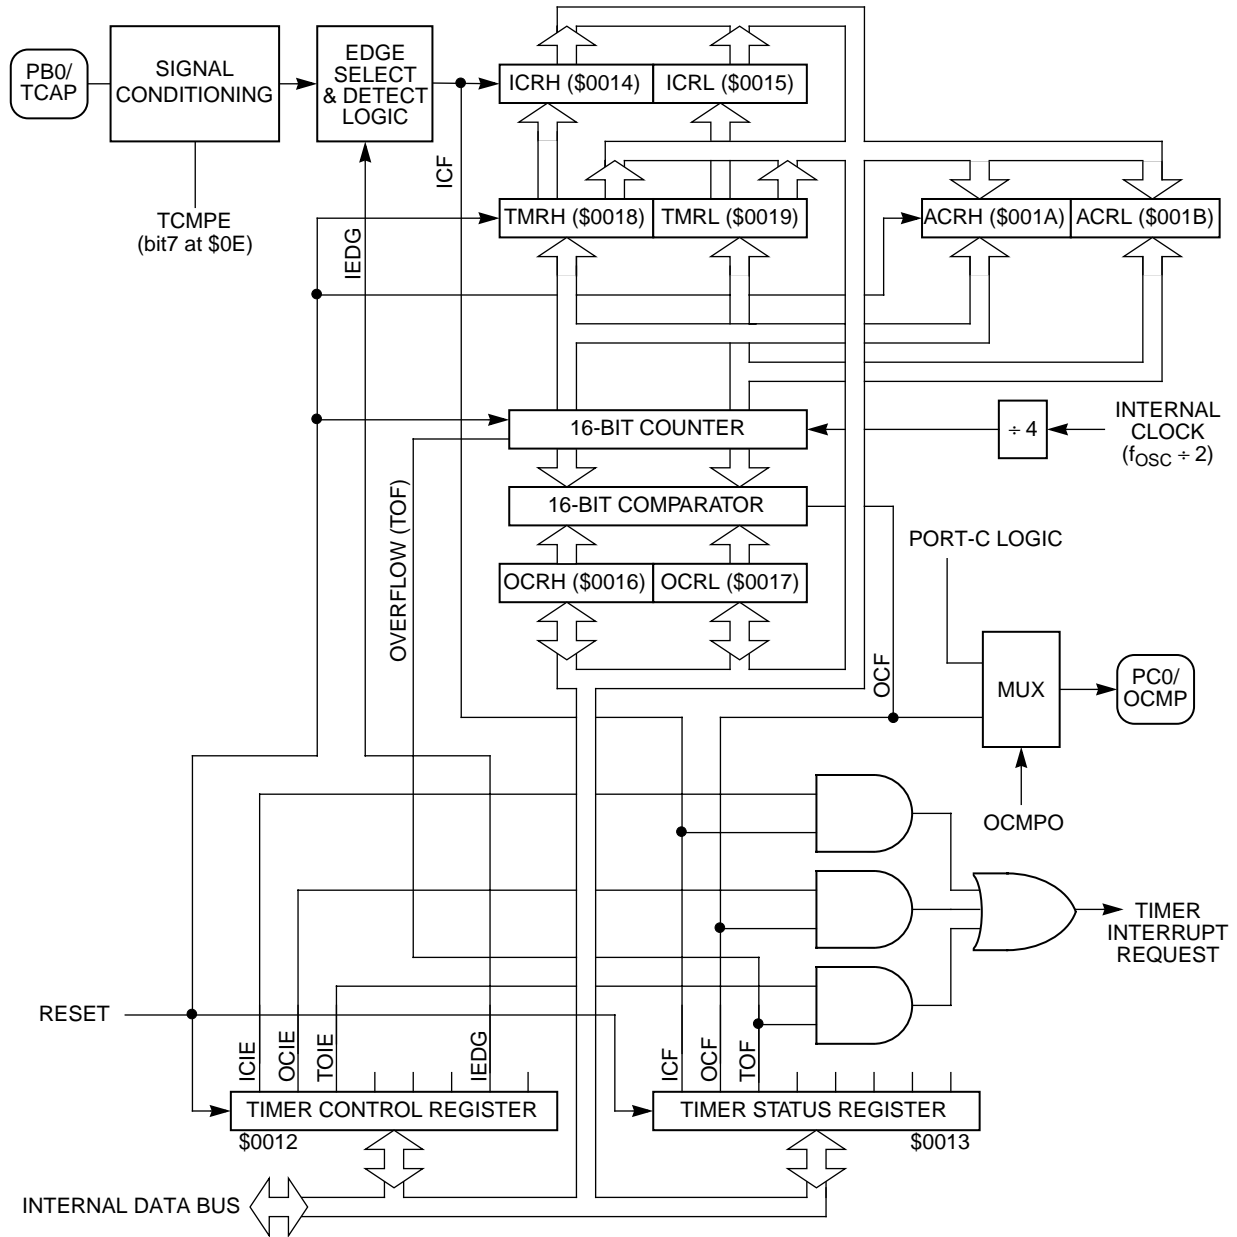 PB0/
TCAP
SIGNAL
CONDITIONING
EDGE
SELECT
& DETECT
LOGIC
ICRH ($0014)
ICRL ($0015)
ICF
TCMPE
(bit7 at $0E)
IEDG
TMRH ($0018)
TMRL ($0019)
ACRH ($001A)
ACRL ($001B)
16-BIT COUNTER
÷ 4
INTERNAL
CLOCK
(fOSC ÷ 2)
OVERFLOW (TOF)
16-BIT COMPARATOR
PORT-C LOGIC
OCRH ($0016)
OCRL ($0017)
OCF
MUX
PC0/
OCMP
OCMPO
TIMER
INTERRUPT
REQUEST
RESET
ICIE
OCIE
TOIE
IEDG
ICF
OCF
TOF
TIMER CONTROL REGISTER
$0012
TIMER STATUS REGISTER
$0013
INTERNAL DATA BUS